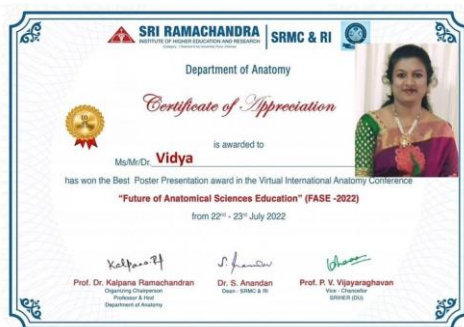 SRI RAMACHANDRA
INSTITUTE OF HIGHER EDUCATION AND RESEARCH
SRMC & RI
Department of Anatomy
Certificate of Appreciation
is awarded to
Ms/Mr/Dr. Vidya
has won the Best Poster Presentation award in the Virtual International Anatomy Conference
"Future of Anatomical Sciences Education" (FASE -2022)
from 22nd - 23rd July 2022
Prof. Dr. Kalpana Ramachandran
Organizing Chairperson
Professor & Hod
Department of Anatomy
Dr. S. Anandan
Dean - SRMC & RI
Prof. P. V. Vijayaraghavan
Vice - Chancellor
SRIHER (DU)